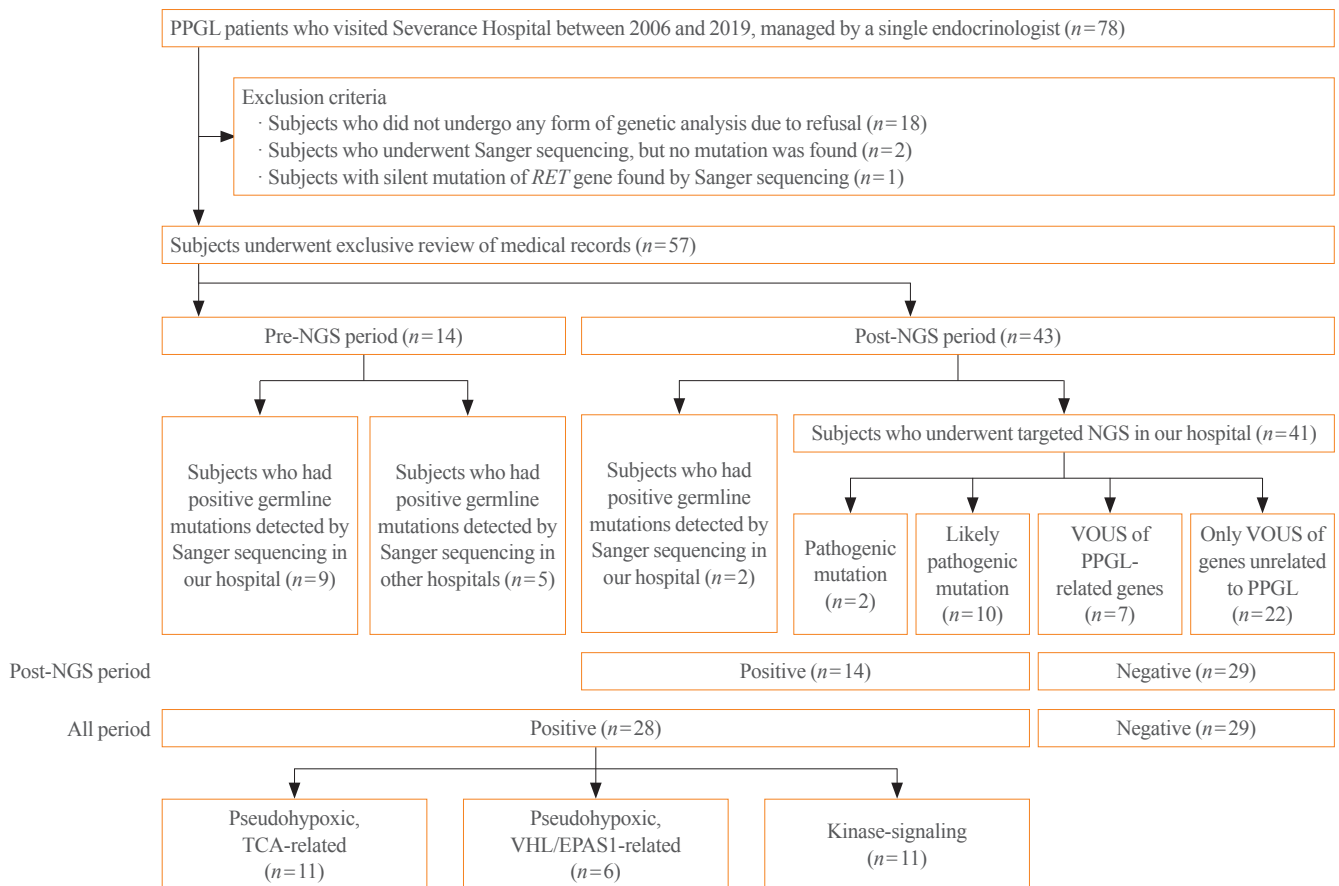 PPGL patients who visited Severance Hospital between 2006 and 2019, managed by a single endocrinologist (n=78)
Exclusion criteria
· Subjects who did not undergo any form of genetic analysis due to refusal (n=18)
· Subjects who underwent Sanger sequencing, but no mutation was found (n=2)
· Subjects with silent mutation of RET gene found by Sanger sequencing (n=1)
Subjects underwent exclusive review of medical records (n=57)
Pre-NGS period (n=14)
Post-NGS period (n=43)
Subjects who had
positive germline
mutations detected by
Sanger sequencing in
our hospital (n=9)
Subjects who had
positive germline
mutations detected by
Sanger sequencing in
other hospitals (n=5)
Subjects who had
positive germline
mutations detected by
Sanger sequencing in
our hospital (n=2)
Subjects who underwent targeted NGS in our hospital (n=41)
Pathogenic
mutation
(n=2)
Likely
pathogenic
mutation
(n=10)
VOUS of
PPGL-
related genes
(n=7)
Only VOUS of
genes unrelated
to PPGL
(n=22)
Post-NGS period
Positive (n=14)
Negative (n=29)
All period
Positive (n=28)
Negative (n=29)
Pseudohypoxic,
TCA-related
(n=11)
Pseudohypoxic,
VHL/EPAS1-related
(n=6)
Kinase-signaling
(n=11)